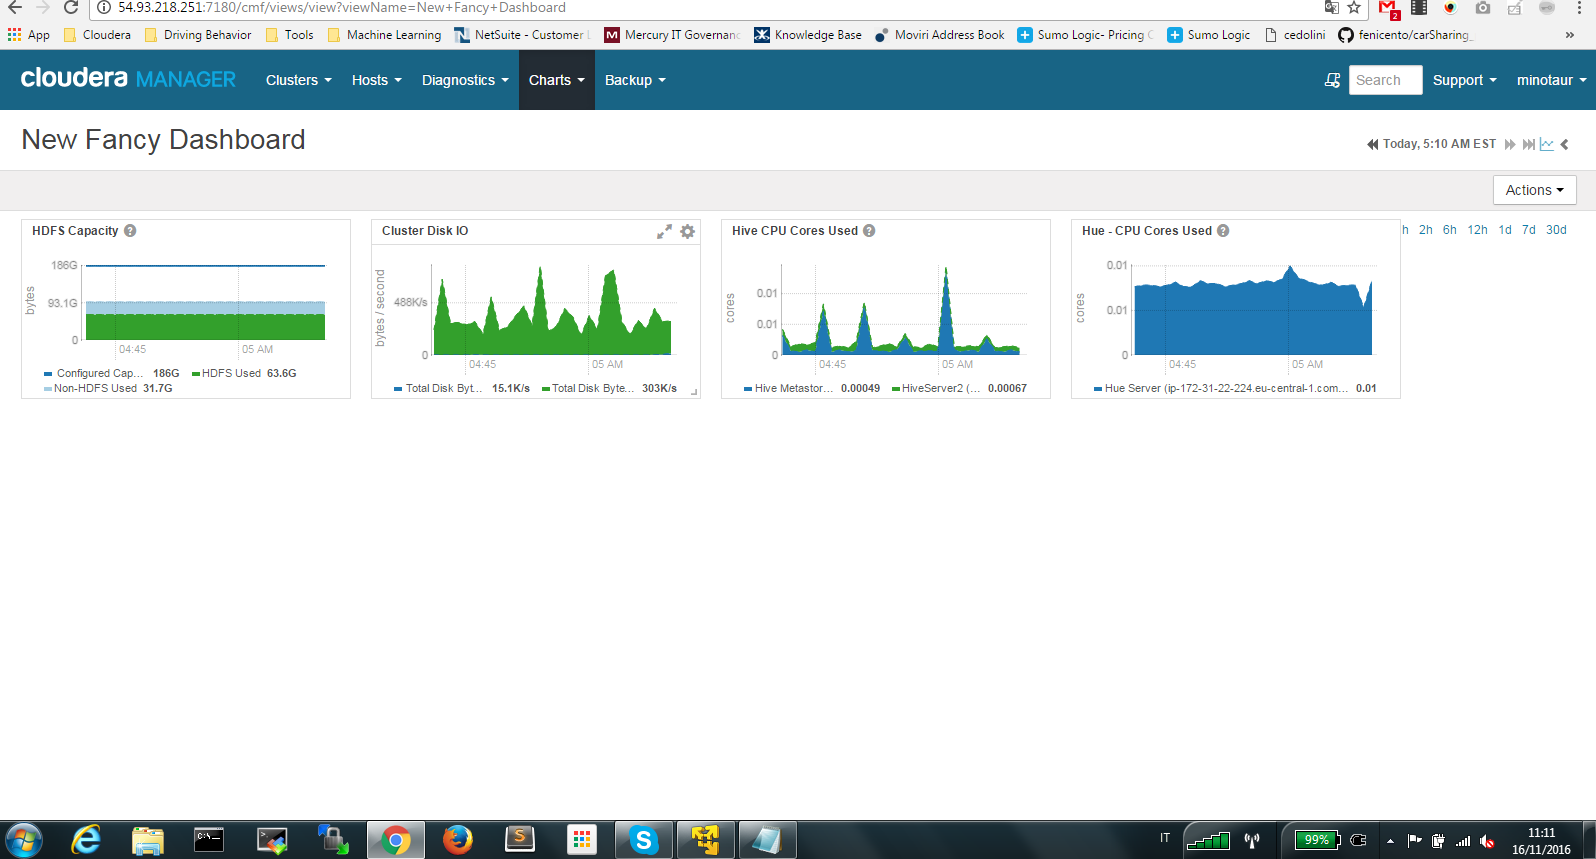 54.93.218.251:7180/cmf/views/view?viewName=New+Fancy+Dashboard
2
App Cloudera Driving Behavior Tools Machine Learning NetSuite - Customer Mercury IT Governanc Knowledge Base Moviri Address Book Sumo Logic- Pricing Sumo Logic cedolini fenicento/carSharing_ »
cloudera MANAGER Clusters Hosts Diagnostics Charts Backup Search Support minotaur
New Fancy Dashboard
Today, 5:10 AM EST
Actions
h 2h 6h 12h 1d 7d 30d
HDFS Capacity ?
bytes
186G
93.1G
0
04:45 05 AM
Configured Cap... 186G HDFS Used 63.6G
Non-HDFS Used 31.7G
Cluster Disk IO
bytes / second
488K/s
0
04:45 05 AM
Total Disk Byt... 15.1K/s Total Disk Byte... 303K/s
Hive CPU Cores Used ?
cores
0.01
0.01
0
04:45 05 AM
Hive Metastor... 0.00049 HiveServer2 (... 0.00067
Hue - CPU Cores Used ?
cores
0.01
0.01
0
04:45 05 AM
Hue Server (ip-172-31-22-224.eu-central-1.com... 0.01
C:\_
S
S
IT
99%
11:11
16/11/2016